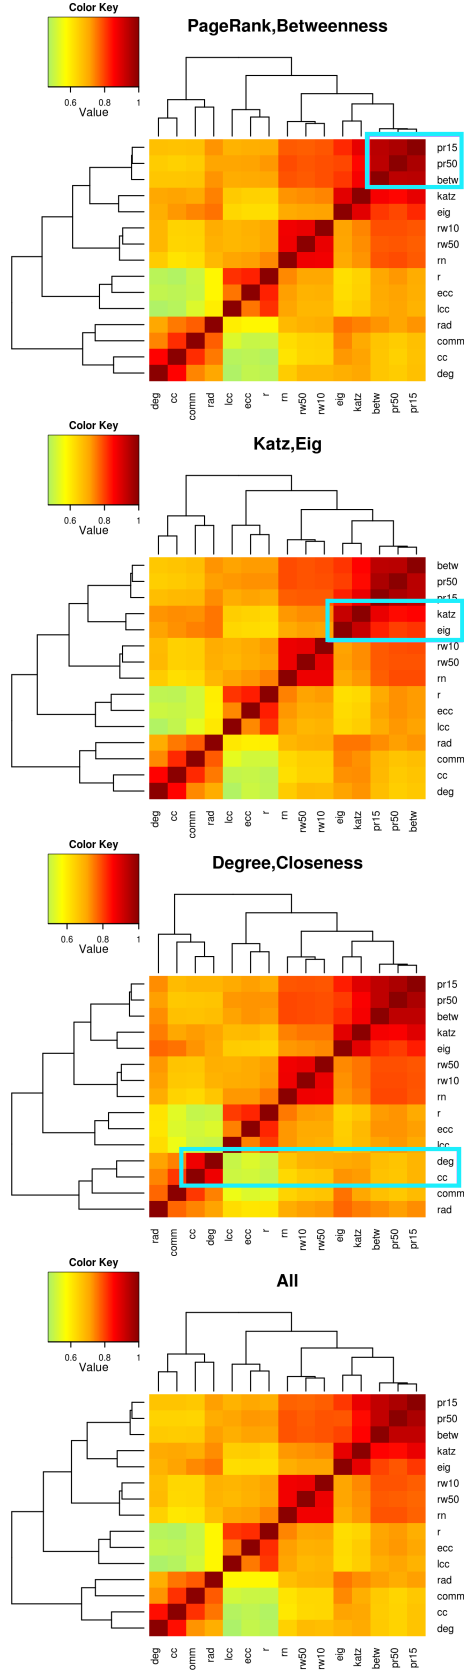 Color Key
PageRank,Betweenness
0.6 0.8 1
Value
pr15
pr50
betw
katz
eig
rw10
rw50
rn
r
ecc
lcc
rad
comm
cc
deg
deg cc comm rad lcc ecc r rn rw50 rw10 eig katz betw pr50 pr15
Katz,Eig
Color Key
0.6 0.8 1
Value
betw
pr50
pr15
katz
eig
rw10
rw50
rn
r
ecc
lcc
rad
comm
cc
deg
deg cc comm rad lcc ecc r rn rw50 rw10 eig katz pr15 pr50 betw
Color Key
Degree,Closeness
0.6 0.8 1
Value
pr15
pr50
betw
katz
eig
rw50
rw10
rn
r
ecc
lcc
deg
cc
comm
rad
rad comm cc deg lcc ecc r rn rw10 rw50 eig katz betw pr50 pr15
Color Key
All
0.6 0.8 1
Value
pr15
pr50
betw
katz
eig
rw10
rw50
rn
r
ecc
lcc
rad
comm
cc
deg
deg cc comm rad lcc ecc r rn rw50 rw10 eig katz betw pr50 pr15